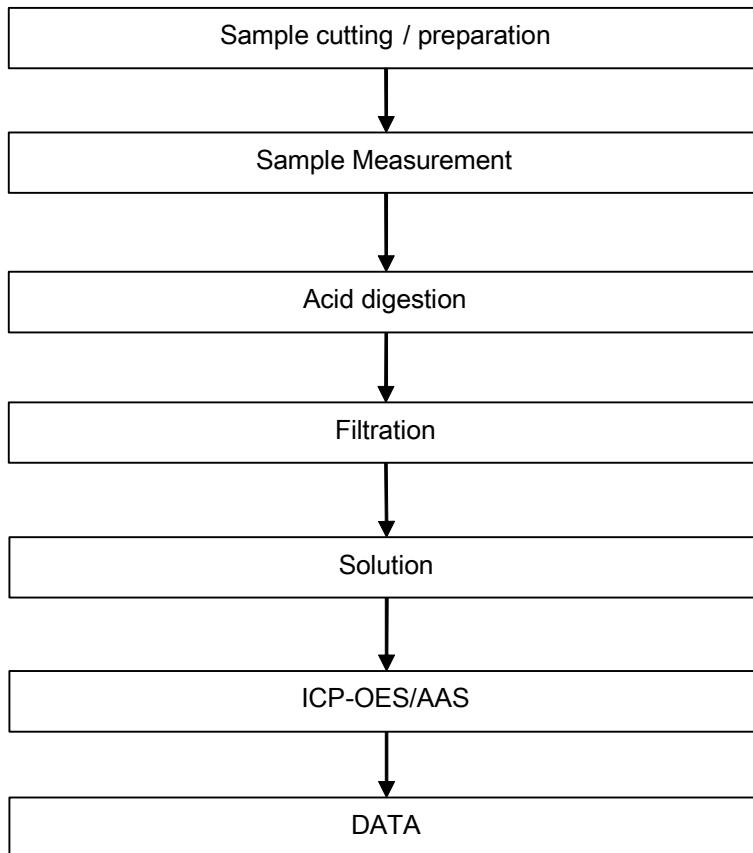 Sample cutting / preparation
Sample Measurement
Acid digestion
Filtration
Solution
ICP-OES/AAS
DATA